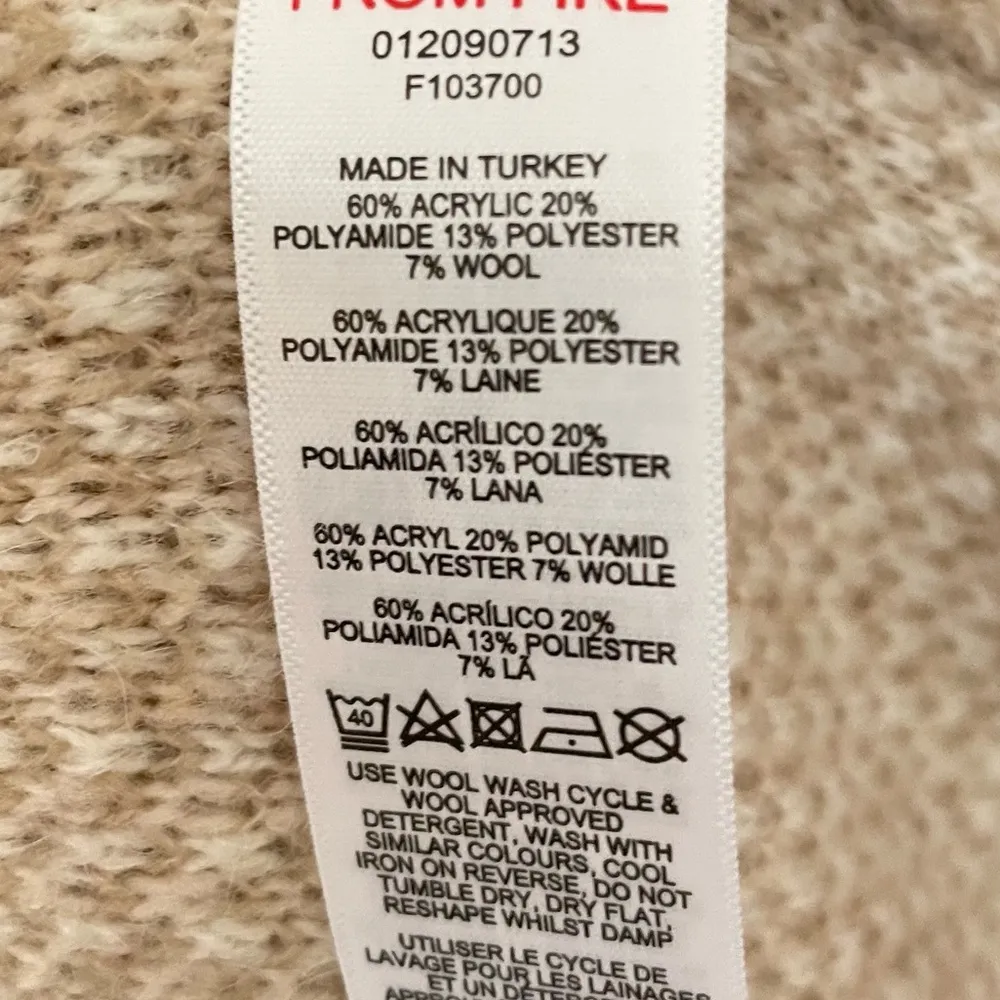 FROM FIRE
012090713
F103700
MADE IN TURKEY
60% ACRYLIC 20%
POLYAMIDE 13% POLYESTER
7% WOOL
60% ACRYLIQUE 20%
POLYAMIDE 13% POLYESTER
7% LAINE
60% ACRÍLICO 20%
POLIAMIDA 13% POLIÉSTER
7% LANA
60% ACRYL 20% POLYAMID
13% POLYESTER 7% WOLLE
60% ACRÍLICO 20%
POLIAMIDA 13% POLIÉSTER
7% LÃ
40
USE WOOL WASH CYCLE &
WOOL APPROVED
DETERGENT, WASH WITH
SIMILAR COLOURS, COOL
IRON ON REVERSE, DO NOT
TUMBLE DRY, DRY FLAT,
RESHAPE WHILST DAMP
UTILISER LE CYCLE DE
LAVAGE POUR LES LAINAGES
ET UN